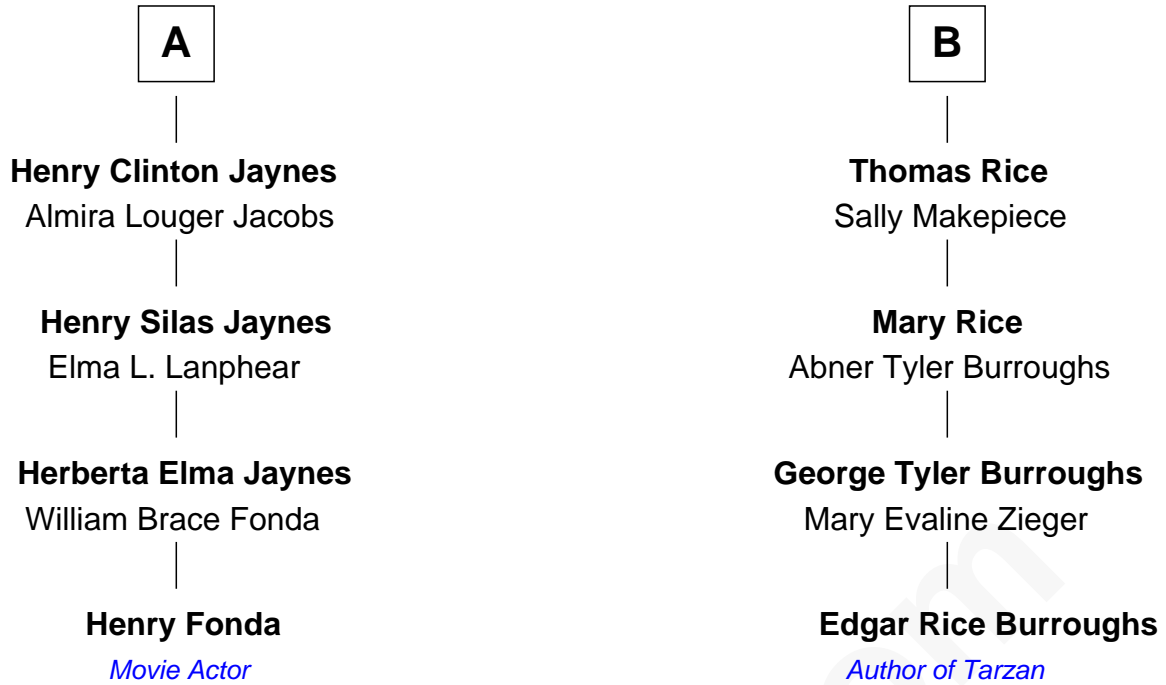 A
Henry Clinton Jaynes
Almira Louger Jacobs
Henry Silas Jaynes
Elma L. Lanphear
Herberta Elma Jaynes
William Brace Fonda
Henry Fonda
Movie Actor
B
Thomas Rice
Sally Makepiece
Mary Rice
Abner Tyler Burroughs
George Tyler Burroughs
Mary Evaline Zieger
Edgar Rice Burroughs
Author of Tarzan